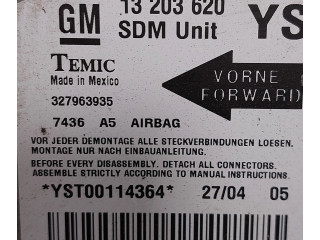 GM 13 203 620 YS
SDM Unit
TEMIC
Made in Mexico
VORNE
FORWARD
327963935
7436 A5 AIRBAG
VOR JEDER DEMONTAGE ALLE STECKVERBINDUNGEN LOESEN.
MONTAGE NUR NACH EINBAUANLEITUNG.
BEFORE EVERY DISASSEMBLY. DETACH ALL CONNECTORS.
ASSEMBLE STRICTLY ACCORDING TO MANUAL INSTRUCTIONS.
*YST00114364* 27/04 05